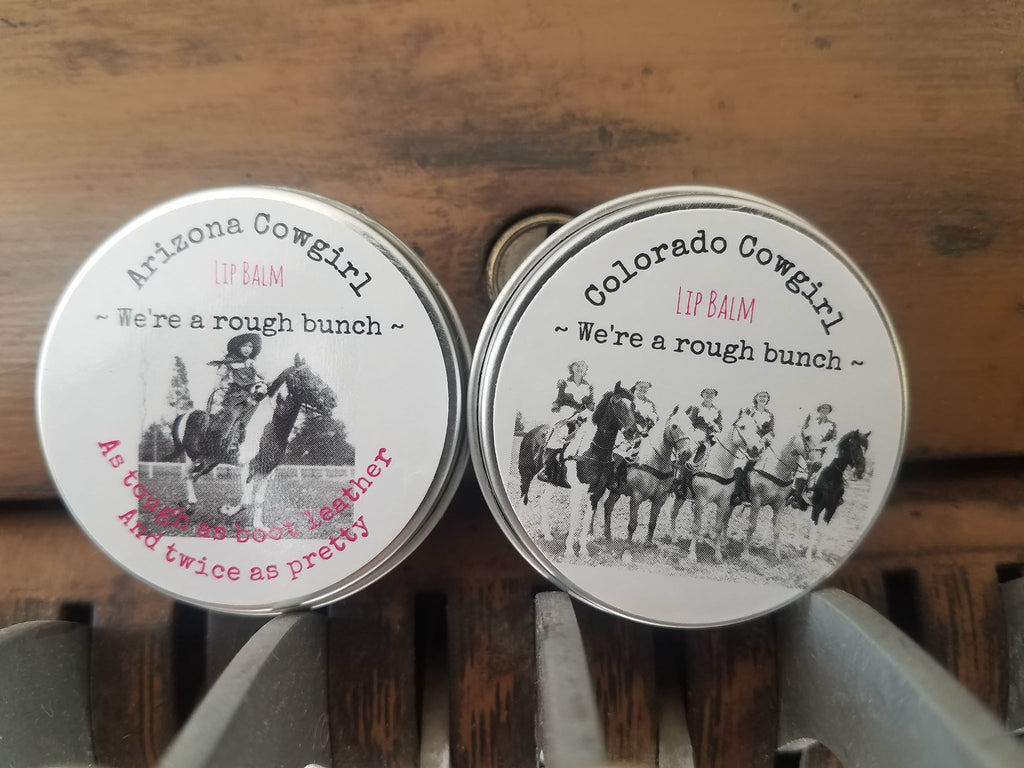 Arizona Cowgirl
LIP BALM
~ We're a rough bunch ~
As tough as boot leather
And twice as pretty
Colorado Cowgirl
LIP BALM
~ We're a rough bunch ~